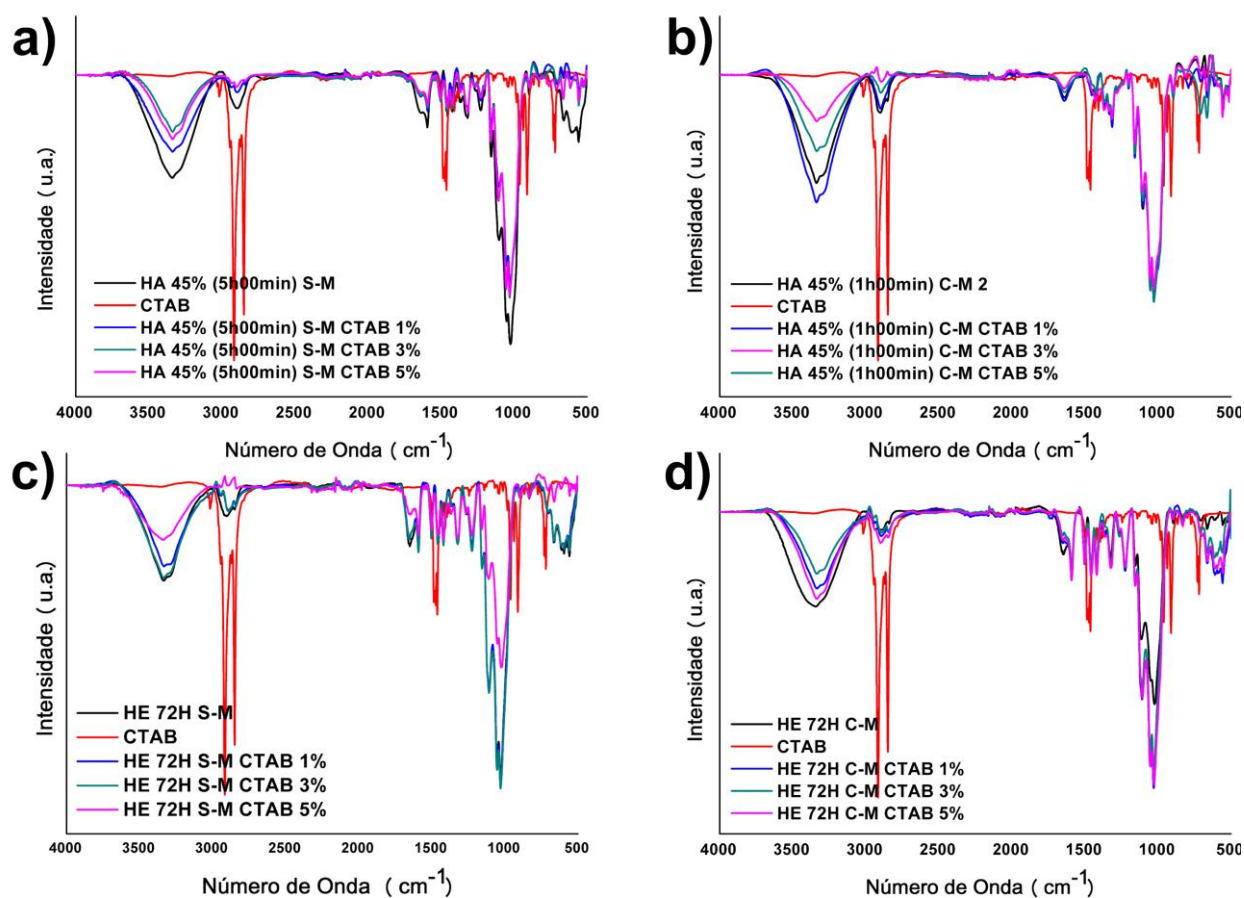 a)
Intensidade ( u.a.)
HA 45% (5h00min) S-M
CTAB
HA 45% (5h00min) S-M CTAB 1%
HA 45% (5h00min) S-M CTAB 3%
HA 45% (5h00min) S-M CTAB 5%
4000 3500 3000 2500 2000 1500 1000 500
Número de Onda ( cm-1)
b)
Intensidade ( u.a.)
HA 45% (1h00min) C-M 2
CTAB
HA 45% (1h00min) C-M CTAB 1%
HA 45% (1h00min) C-M CTAB 3%
HA 45% (1h00min) C-M CTAB 5%
4000 3500 3000 2500 2000 1500 1000 500
Número de Onda ( cm-1)
c)
Intensidade ( u.a.)
HE 72H S-M
CTAB
HE 72H S-M CTAB 1%
HE 72H S-M CTAB 3%
HE 72H S-M CTAB 5%
4000 3500 3000 2500 2000 1500 1000 500
Número de Onda ( cm-1)
d)
Intensidade ( u.a.)
HE 72H C-M
CTAB
HE 72H C-M CTAB 1%
HE 72H C-M CTAB 3%
HE 72H C-M CTAB 5%
4000 3500 3000 2500 2000 1500 1000 500
Número de Onda ( cm-1)